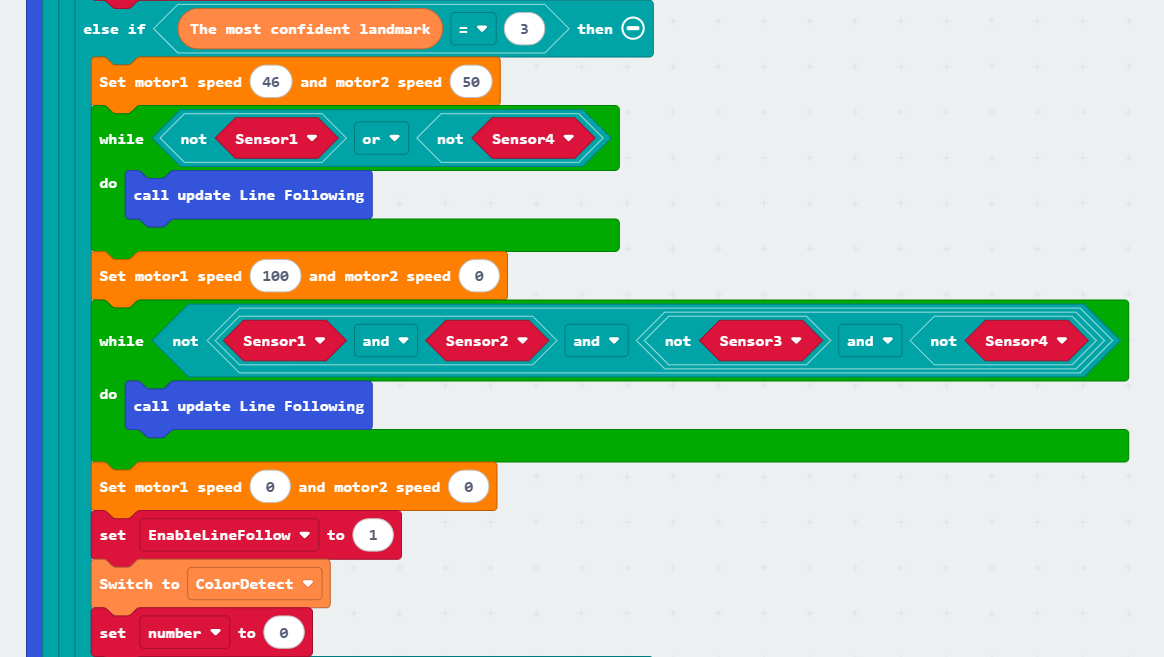 else if The most confident landmark = 3 then
Set motor1 speed 46 and motor2 speed 50
while not Sensor1 or not Sensor4
do
call update Line Following
Set motor1 speed 100 and motor2 speed 0
while not Sensor1 and Sensor2 and not Sensor3 and not Sensor4
do
call update Line Following
Set motor1 speed 0 and motor2 speed 0
set EnableLineFollow to 1
Switch to ColorDetect
set number to 0